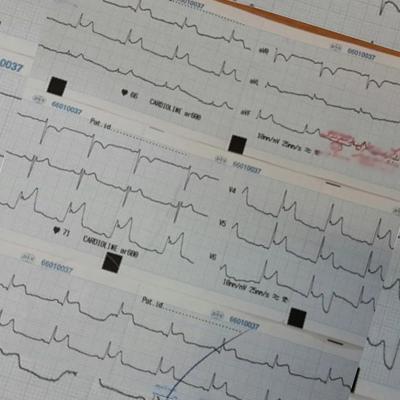 66010037
66010037
aVR
aVL
aVF
♥ 66 CARDIOLINE ar600
10mm/mV 25mm/s
0037
66010037
Pat.id
66010037
V4
V5
V6
♥ 71 CARDIOLINE ar600
10mm/mV 25mm/s
66010037
Pat.id
66010037